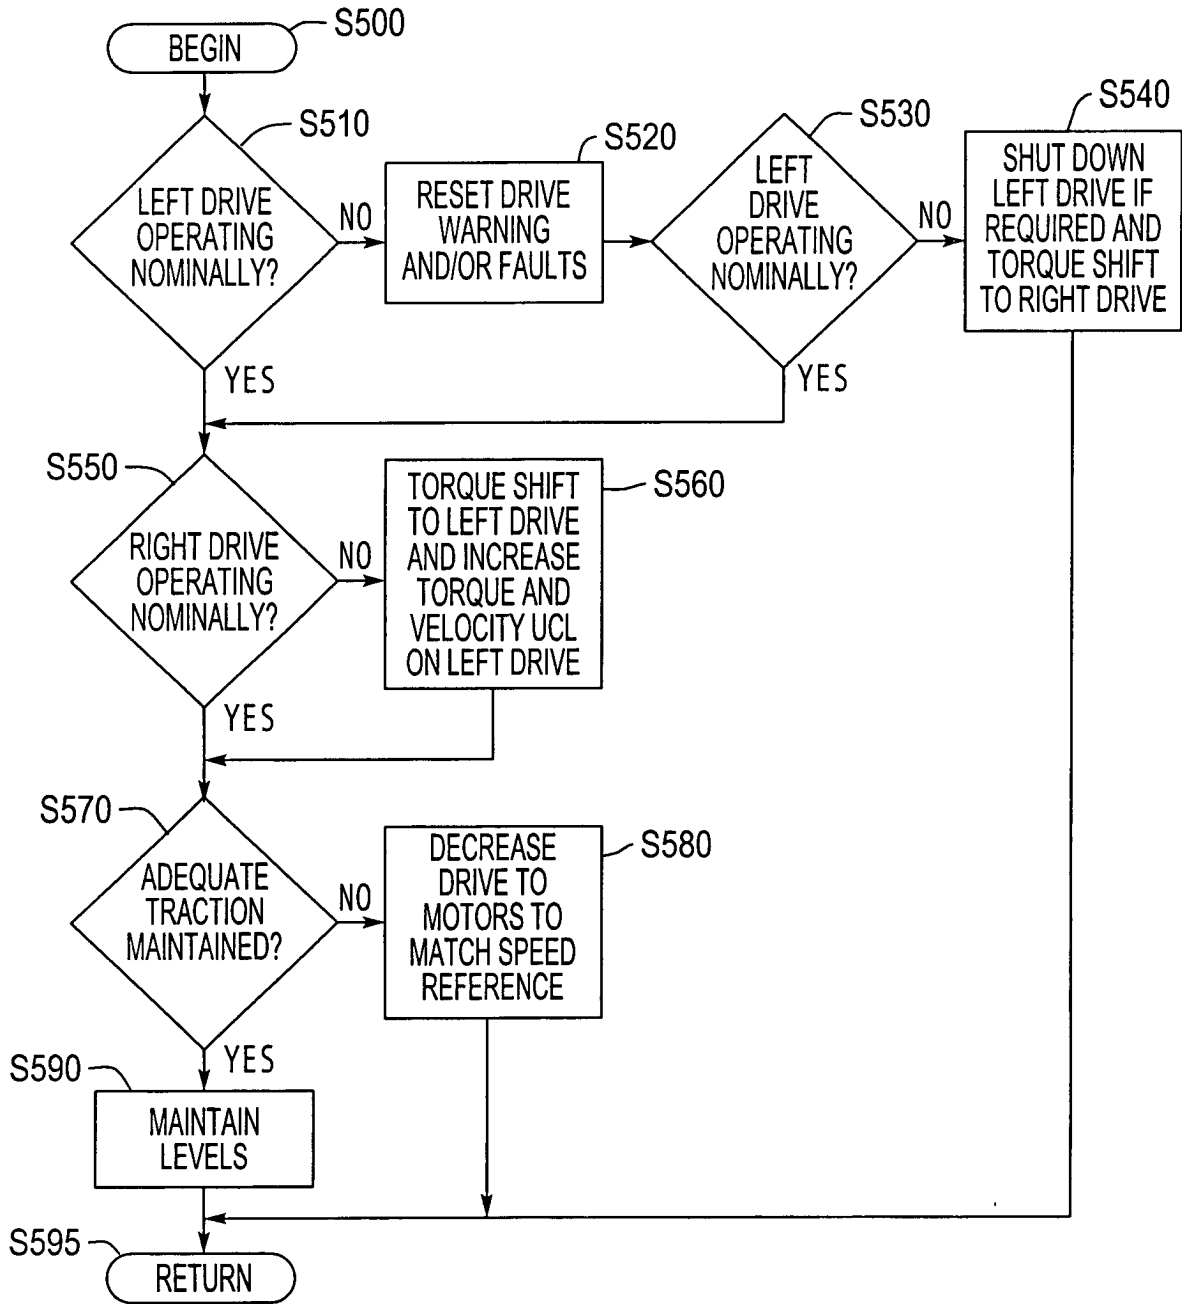 BEGIN
S500
S510
LEFT DRIVE
OPERATING
NOMINALLY?
NO
YES
S520
RESET DRIVE
WARNING
AND/OR FAULTS
S530
LEFT
DRIVE
OPERATING
NOMINALLY?
NO
YES
S540
SHUT DOWN
LEFT DRIVE IF
REQUIRED AND
TORQUE SHIFT
TO RIGHT DRIVE
S550
RIGHT DRIVE
OPERATING
NOMINALLY?
NO
YES
S560
TORQUE SHIFT
TO LEFT DRIVE
AND INCREASE
TORQUE AND
VELOCITY UCL
ON LEFT DRIVE
S570
ADEQUATE
TRACTION
MAINTAINED?
NO
YES
S580
DECREASE
DRIVE TO
MOTORS TO
MATCH SPEED
REFERENCE
S590
MAINTAIN
LEVELS
S595
RETURN